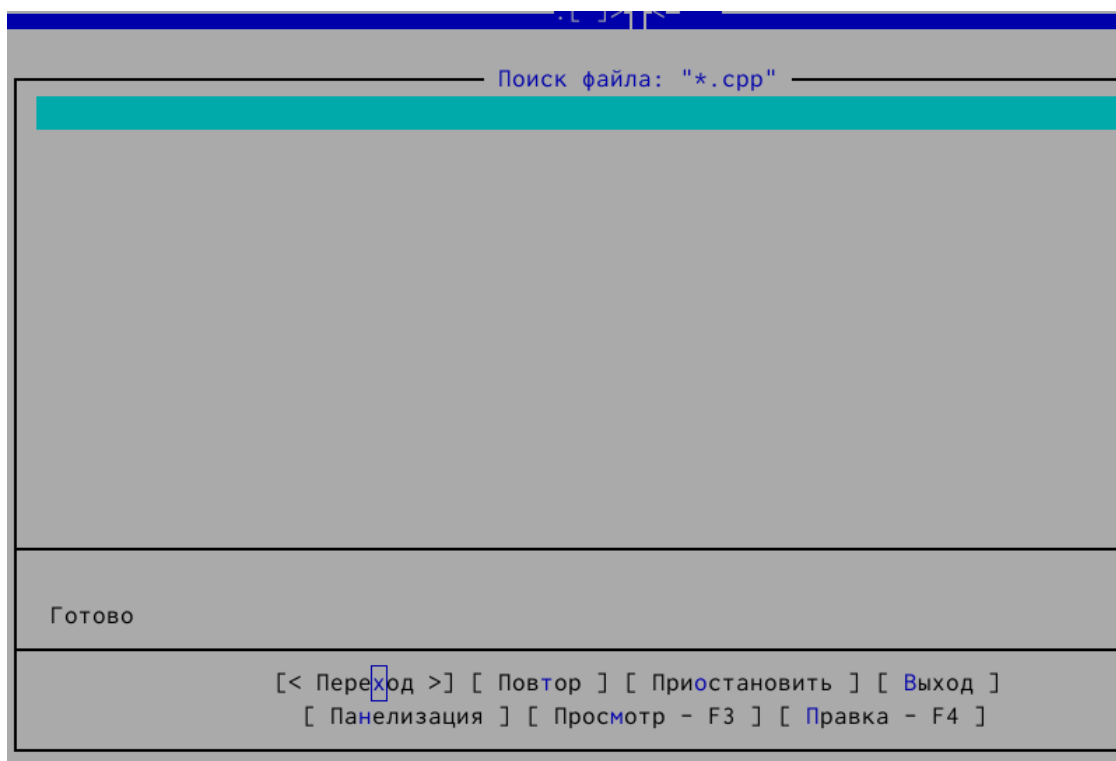 .[ ]>
Поиск файла: "*.cpp"
Готово
[< Переход >] [ Повтор ] [ Приостановить ] [ Выход ]
[ Панелизация ] [ Просмотр - F3 ] [ Правка - F4 ]